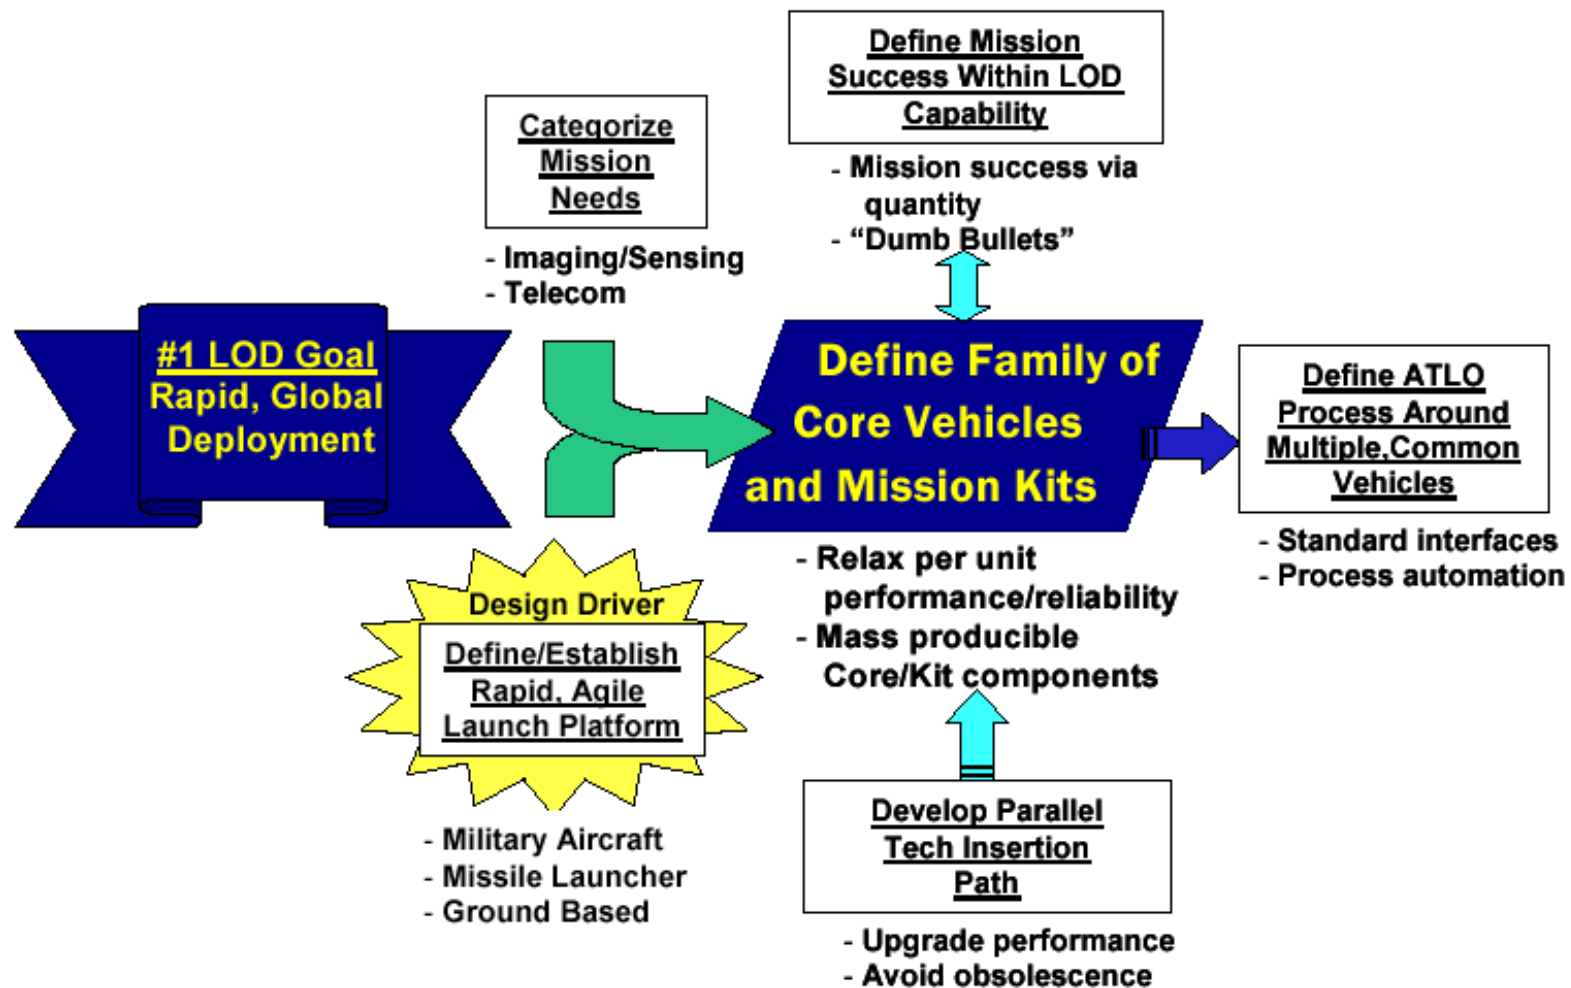 #1 LOD Goal
Rapid, Global
Deployment
Categorize
Mission
Needs
- Imaging/Sensing
- Telecom
Design Driver
Define/Establish
Rapid, Agile
Launch Platform
- Military Aircraft
- Missile Launcher
- Ground Based
Define Mission
Success Within LOD
Capability
- Mission success via
quantity
- “Dumb Bullets”
Define Family of
Core Vehicles
and Mission Kits
- Relax per unit
performance/reliability
- Mass producible
Core/Kit components
Develop Parallel
Tech Insertion
Path
- Upgrade performance
- Avoid obsolescence
Define ATLO
Process Around
Multiple,Common
Vehicles
- Standard interfaces
- Process automation